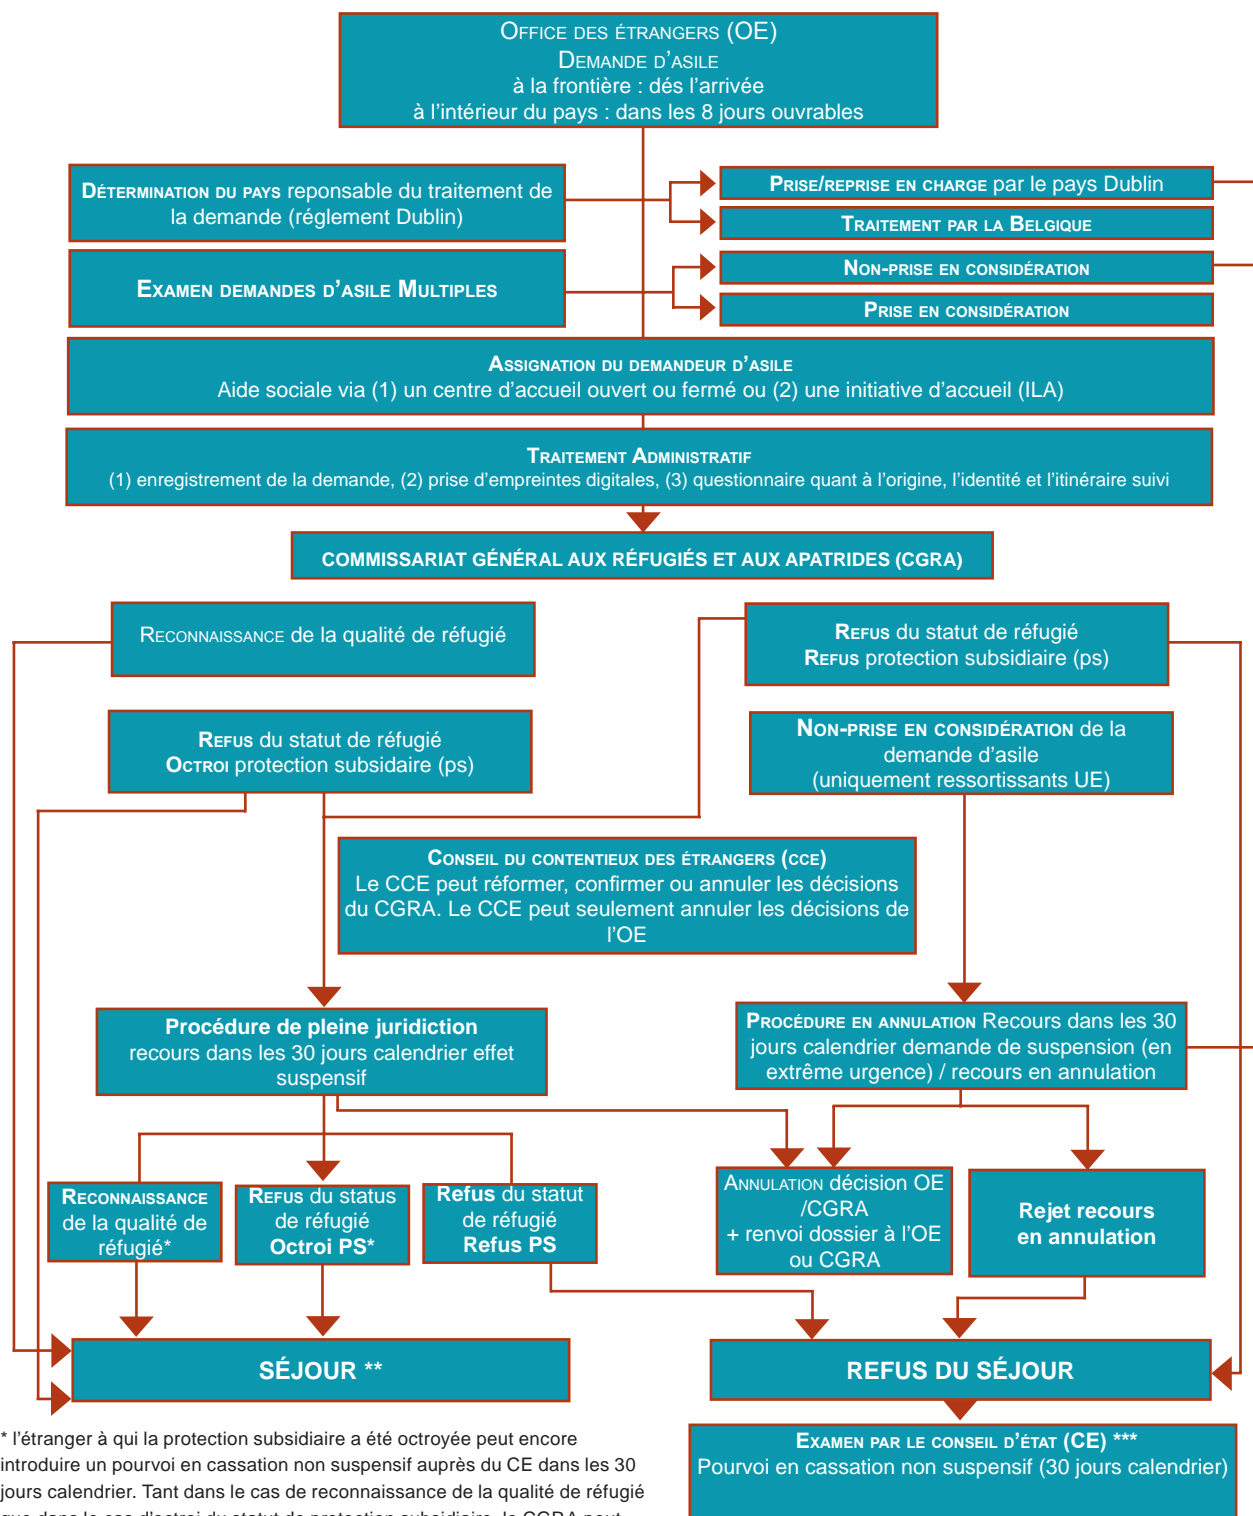 OFFICE DES ÉTRANGERS (OE)
DEMANDE D'ASILE
à la frontière : dés l'arrivée
à l'intérieur du pays : dans les 8 jours ouvrables
DÉTERMINATION DU PAYS reponsable du traitement de
la demande (réglement Dublin)
PRISE/REPRISE EN CHARGE par le pays Dublin
TRAITEMENT PAR LA BELGIQUE
EXAMEN DEMANDES D'ASILE MULTIPLES
NON-PRISE EN CONSIDÉRATION
PRISE EN CONSIDÉRATION
ASSIGNATION DU DEMANDEUR D'ASILE
Aide sociale via (1) un centre d'accueil ouvert ou fermé ou (2) une initiative d'accueil (ILA)
TRAITEMENT ADMINISTRATIF
(1) enregistrement de la demande, (2) prise d'empreintes digitales, (3) questionnaire quant à l'origine, l'identité et l'itinéraire suivi
COMMISSARIAT GÉNÉRAL AUX RÉFUGIÉS ET AUX APATRIDES (CGRA)
RECONNAISSANCE de la qualité de réfugié
REFUS du statut de réfugié
REFUS protection subsidiaire (ps)
REFUS du statut de réfugié
OCTROI protection subsidaire (ps)
NON-PRISE EN CONSIDÉRATION de la
demande d'asile
(uniquement ressortissants UE)
CONSEIL DU CONTENTIEUX DES ÉTRANGERS (CCE)
Le CCE peut réformer, confirmer ou annuler les décisions
du CGRA. Le CCE peut seulement annuler les décisions de
l'OE
Procédure de pleine juridiction
recours dans les 30 jours calendrier effet
suspensif
PROCÉDURE EN ANNULATION Recours dans les 30
jours calendrier demande de suspension (en
extrême urgence) / recours en annulation
RECONNAISSANCE
de la qualité de
réfugié*
REFUS du status
de réfugié
Octroi PS*
Refus du statut
de réfugié
Refus PS
ANNULATION décision OE
/CGRA
+ renvoi dossier à l'OE
ou CGRA
Rejet recours
en annulation
SÉJOUR **
REFUS DU SÉJOUR
EXAMEN PAR LE CONSEIL D'ÉTAT (CE) ***
Pourvoi en cassation non suspensif (30 jours calendrier)
* l'étranger à qui la protection subsidiaire a été octroyée peut encore
introduire un pourvoi en cassation non suspensif auprès du CE dans les 30
jours calendrier. Tant dans le cas de reconnaissance de la qualité de réfugié
que dans le cas d'octroi du statut de protection subsidiaire, le CGRA peut